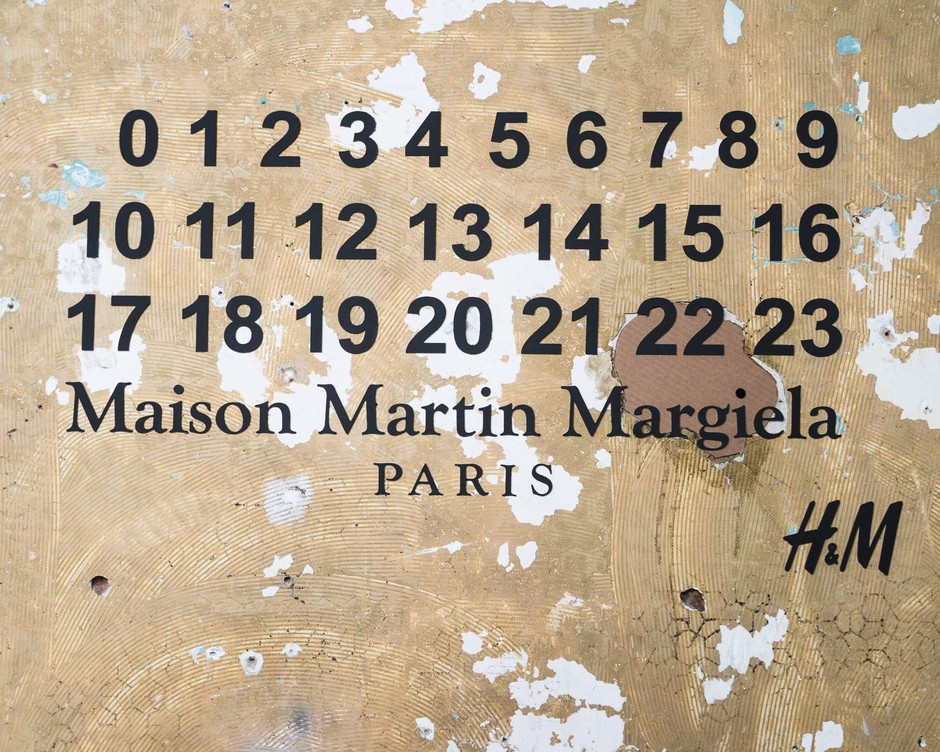 0 1 2 3 4 5 6 7 8 9
10 11 12 13 14 15 16
17 18 19 20 21 22 23
Maison Martin Margiela
PARIS
H&M